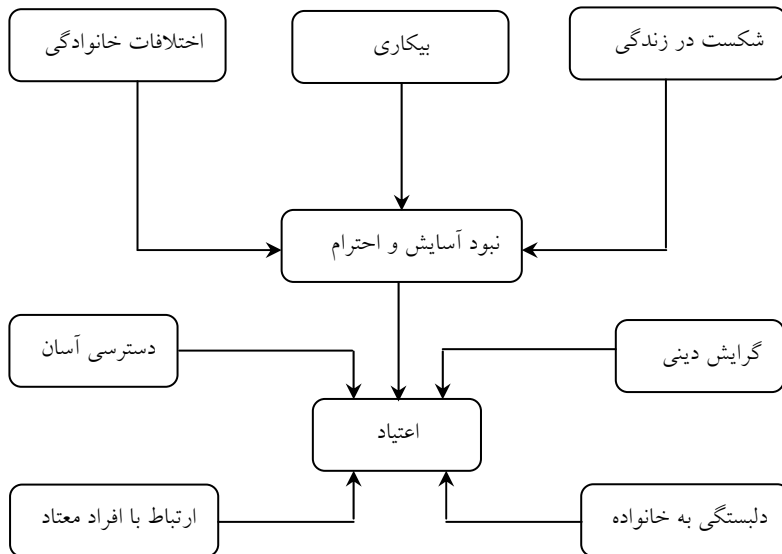 شکست در زندگی
بیکاری
اختلافات خانوادگی
نبود آسایش و احترام
گرایش دینی
دسترسی آسان
اعتیاد
دلبستگی به خانواده
ارتباط با افراد معتاد